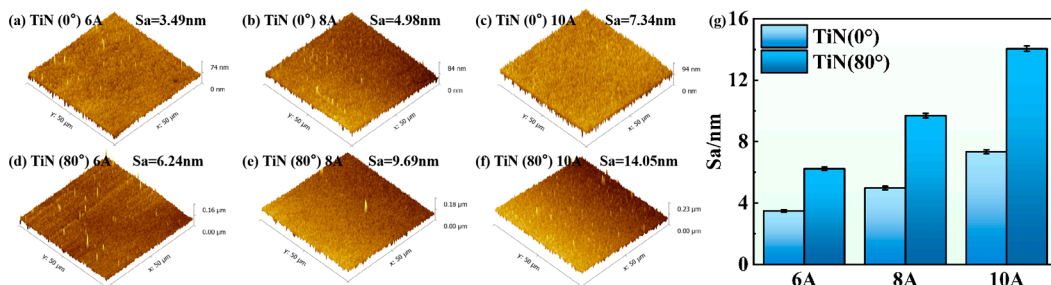 (a) TiN (0°) 6A Sa=3.49nm
74 nm
0 nm
y: 50 µm
x: 50 µm
(b) TiN (0°) 8A Sa=4.98nm
84 nm
0 nm
y: 50 µm
x: 50 µm
(c) TiN (0°) 10A Sa=7.34nm
94 nm
0 nm
y: 50 µm
x: 50 µm
(d) TiN (80°) 6A Sa=6.24nm
0.16 µm
0.00 µm
y: 50 µm
x: 50 µm
(e) TiN (80°) 8A Sa=9.69nm
0.18 µm
0.00 µm
y: 50 µm
x: 50 µm
(f) TiN (80°) 10A Sa=14.05nm
0.23 µm
0.00 µm
y: 50 µm
x: 50 µm
(g)
16
12
8
4
0
Sa/nm
TiN(0°)
TiN(80°)
6A 8A 10A